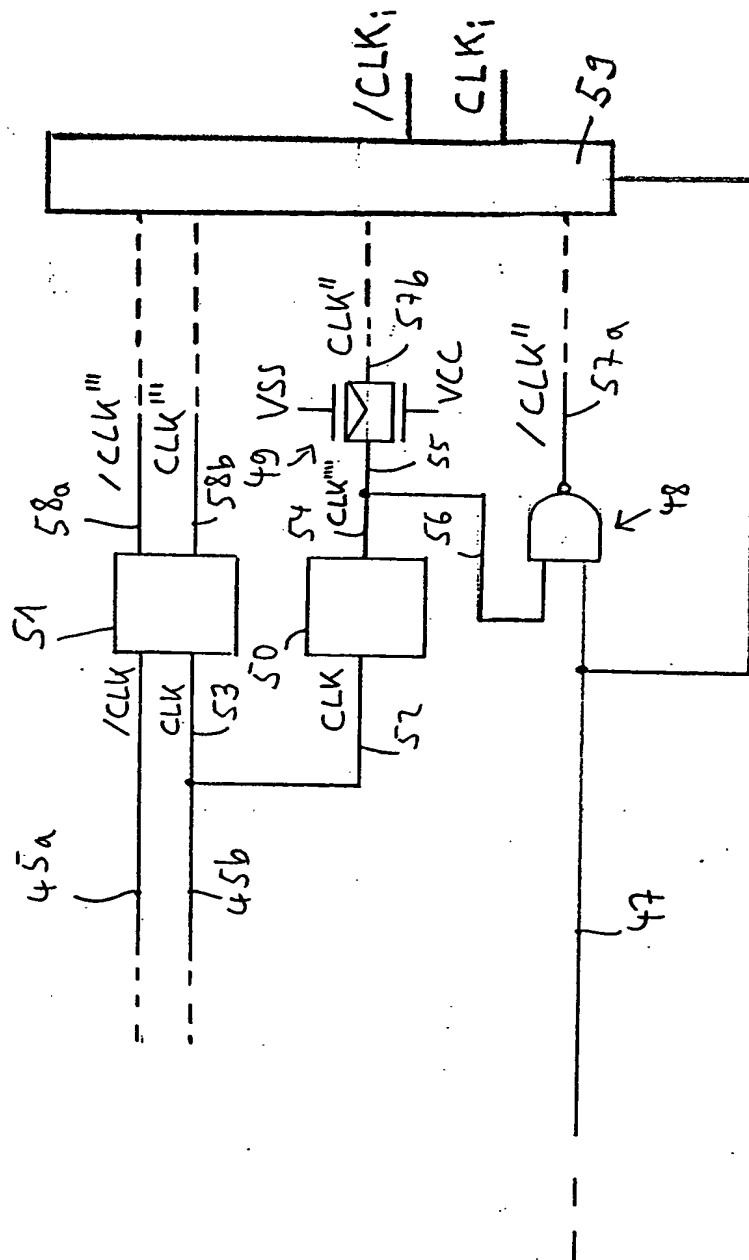 /CLKi
CLKi
59
58a
/CLK'''
CLK'''
58b
51
/CLK
CLK
53
45a
45b
VSS
49
CLK''
57b
VCC
54
CLK''''
55
50
CLK
52
56
/CLK''
57a
48
47